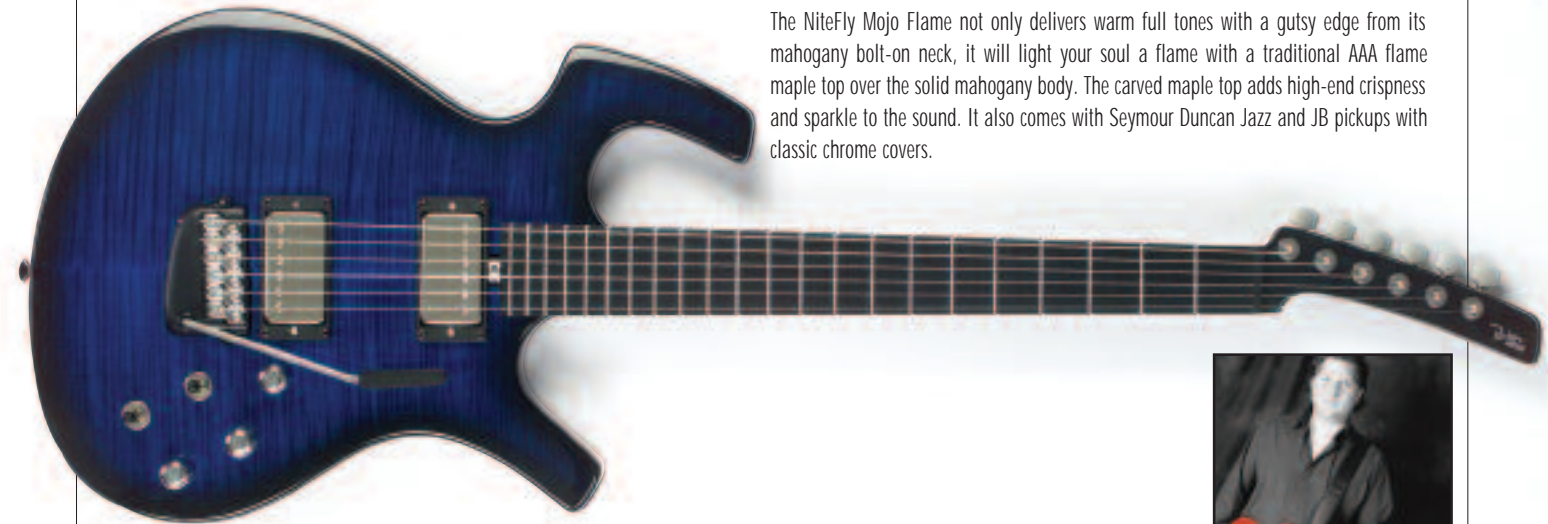 The NiteFly Mojo Flame not only delivers warm full tones with a gutsy edge from its
mahogany bolt-on neck, it will light your soul a flame with a traditional AAA flame
maple top over the solid mahogany body. The carved maple top adds high-end crispness
and sparkle to the sound. It also comes with Seymour Duncan Jazz and JB pickups with
classic chrome covers.